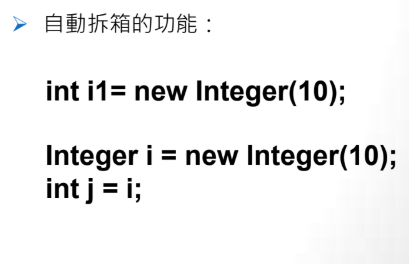 自動拆箱的功能：
int i1= new Integer(10);
Integer i = new Integer(10);
int j = i;